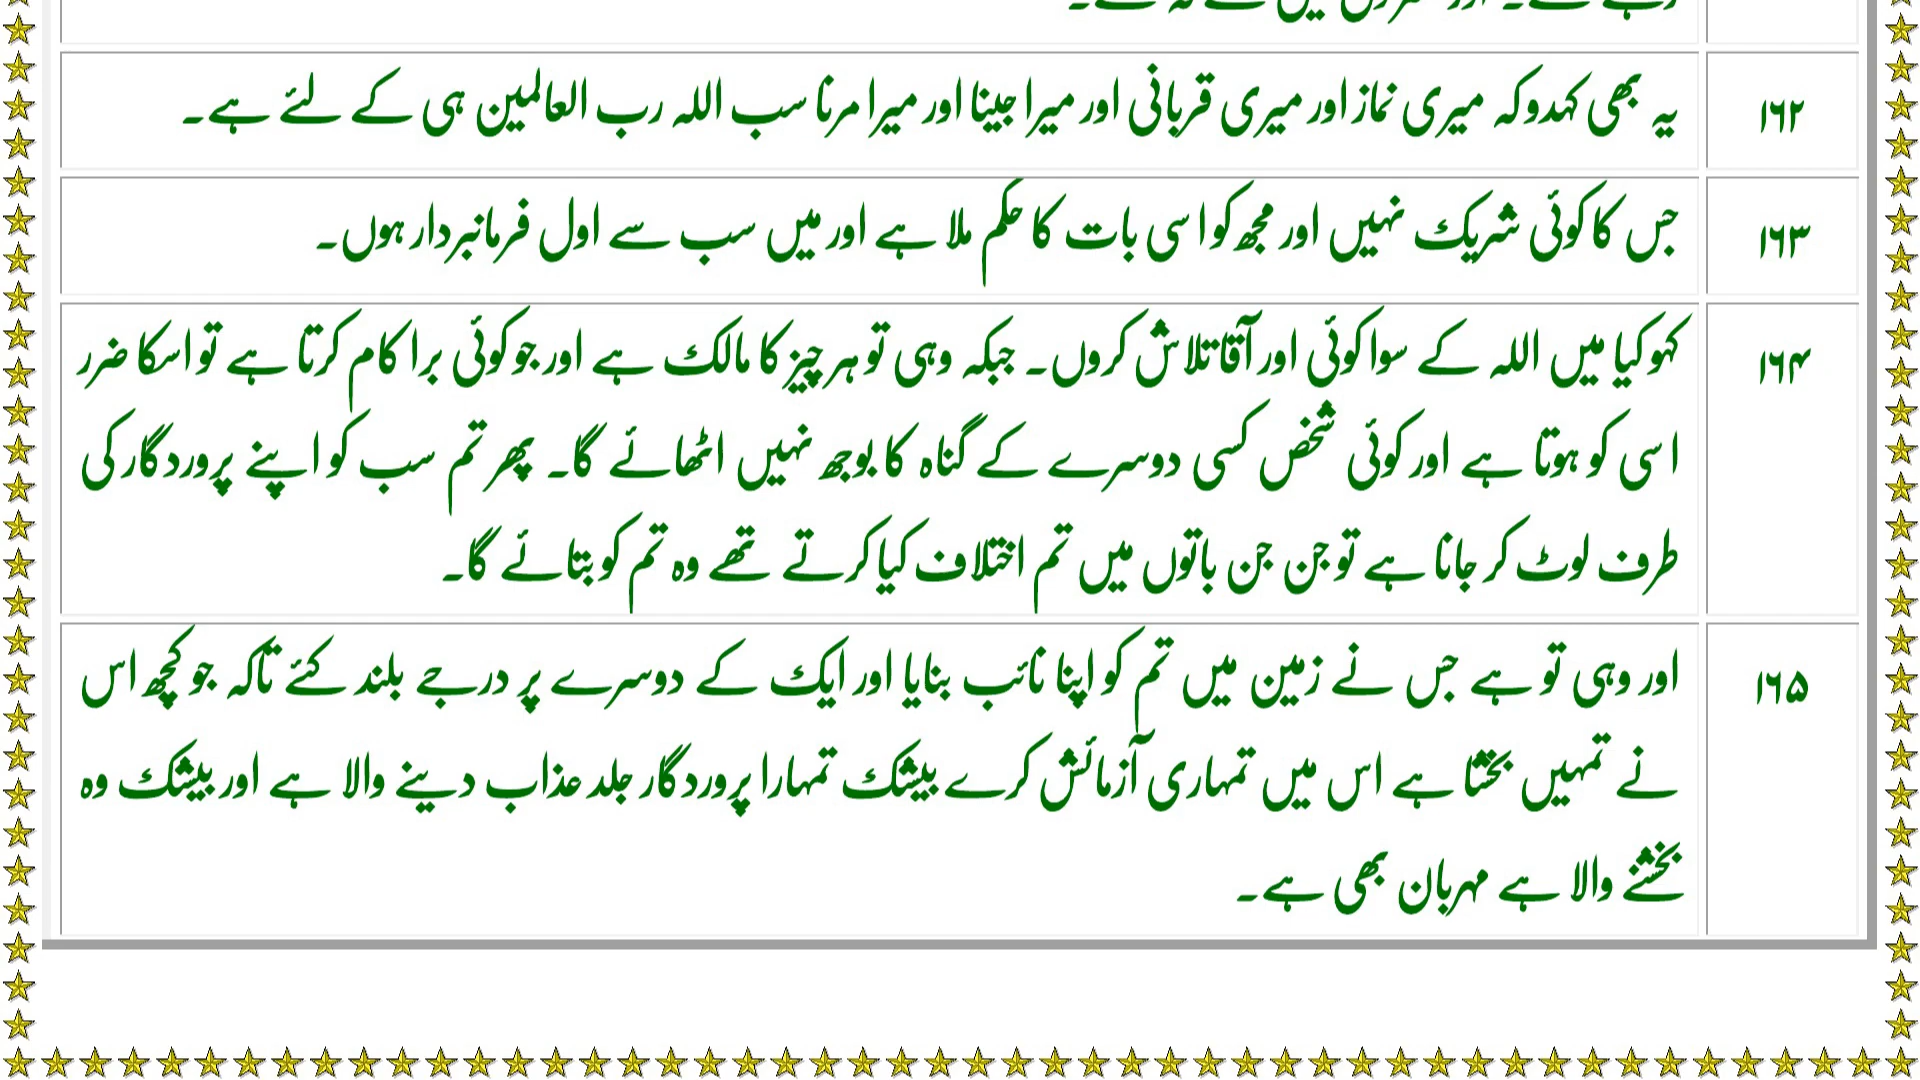 ۱۶۲
یہ بھی کہدو کہ میری نماز اور میری قربانی اور میرا جینا اور میرا مرنا سب اللہ رب العالمین ہی کے لئے ہے۔
۱۶۳
جس کا کوئی شریک نہیں اور مجھ کو اسی بات کا حکم ملا ہے اور میں سب سے اول فرمانبردار ہوں۔
۱۶۴
کہو کیا میں اللہ کے سوا کوئی اور آقا تلاش کروں۔ جبکہ وہی تو ہر چیز کا مالک ہے اور جو کوئی برا کام کرتا ہے تو اسکا ضرر
اسی کو ہوتا ہے اور کوئی شخص کسی دوسرے کے گناہ کا بوجھ نہیں اٹھائے گا۔ پھر تم سب کو اپنے پروردگار کی
طرف لوٹ کر جانا ہے تو جن جن باتوں میں تم اختلاف کیا کرتے تھے وہ تم کو بتائے گا۔
۱۶۵
اور وہی تو ہے جس نے زمین میں تم کو اپنا نائب بنایا اور ایک کے دوسرے پر درجے بلند کئے تاکہ جو کچھ اس
نے تمہیں بخشا ہے اس میں تمہاری آزمائش کرے بیشک تمہارا پروردگار جلد عذاب دینے والا ہے اور بیشک وہ
بخشنے والا ہے مہربان بھی ہے۔